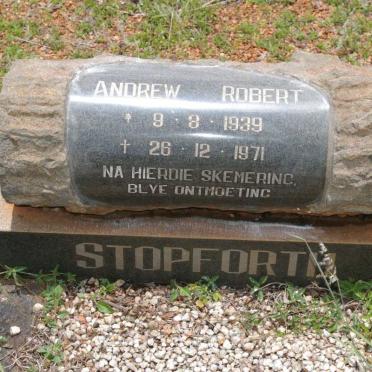 ANDREW ROBERT
* 9 · 8 · 1939
† 26 · 12 · 1971
NA HIERDIE SKEMERING,
BLYE ONTMOETING
STOPFORTH